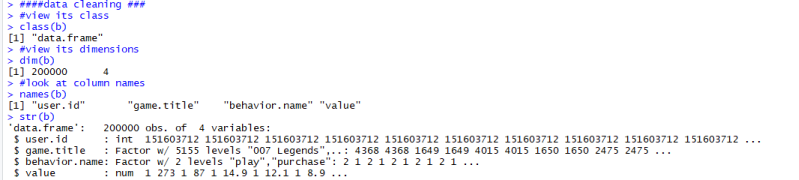 > ####data cleaning ###
> #view its class
> class(b)
[1] "data.frame"
> #view its dimensions
> dim(b)
[1] 200000      4
> #look at column names
> names(b)
[1] "user.id"       "game.title"    "behavior.name" "value"
> str(b)
'data.frame':   200000 obs. of  4 variables:
 $ user.id      : int  151603712 151603712 151603712 151603712 151603712 151603712 151603712 151603712 151603712 151603712 ...
 $ game.title   : Factor w/ 5155 levels "007 Legends",..: 4368 4368 1649 1649 4015 4015 1650 1650 2475 2475 ...
 $ behavior.name: Factor w/ 2 levels "play","purchase": 2 1 2 1 2 1 2 1 2 1 ...
 $ value        : num  1 273 1 87 1 14.9 1 12.1 1 8.9 ...